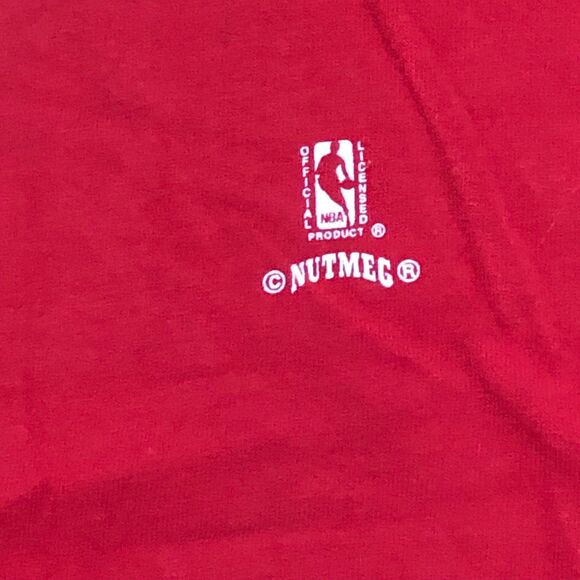 OFFICIAL
LICENSED
NBA
PRODUCT ®
© NUTMEG ®